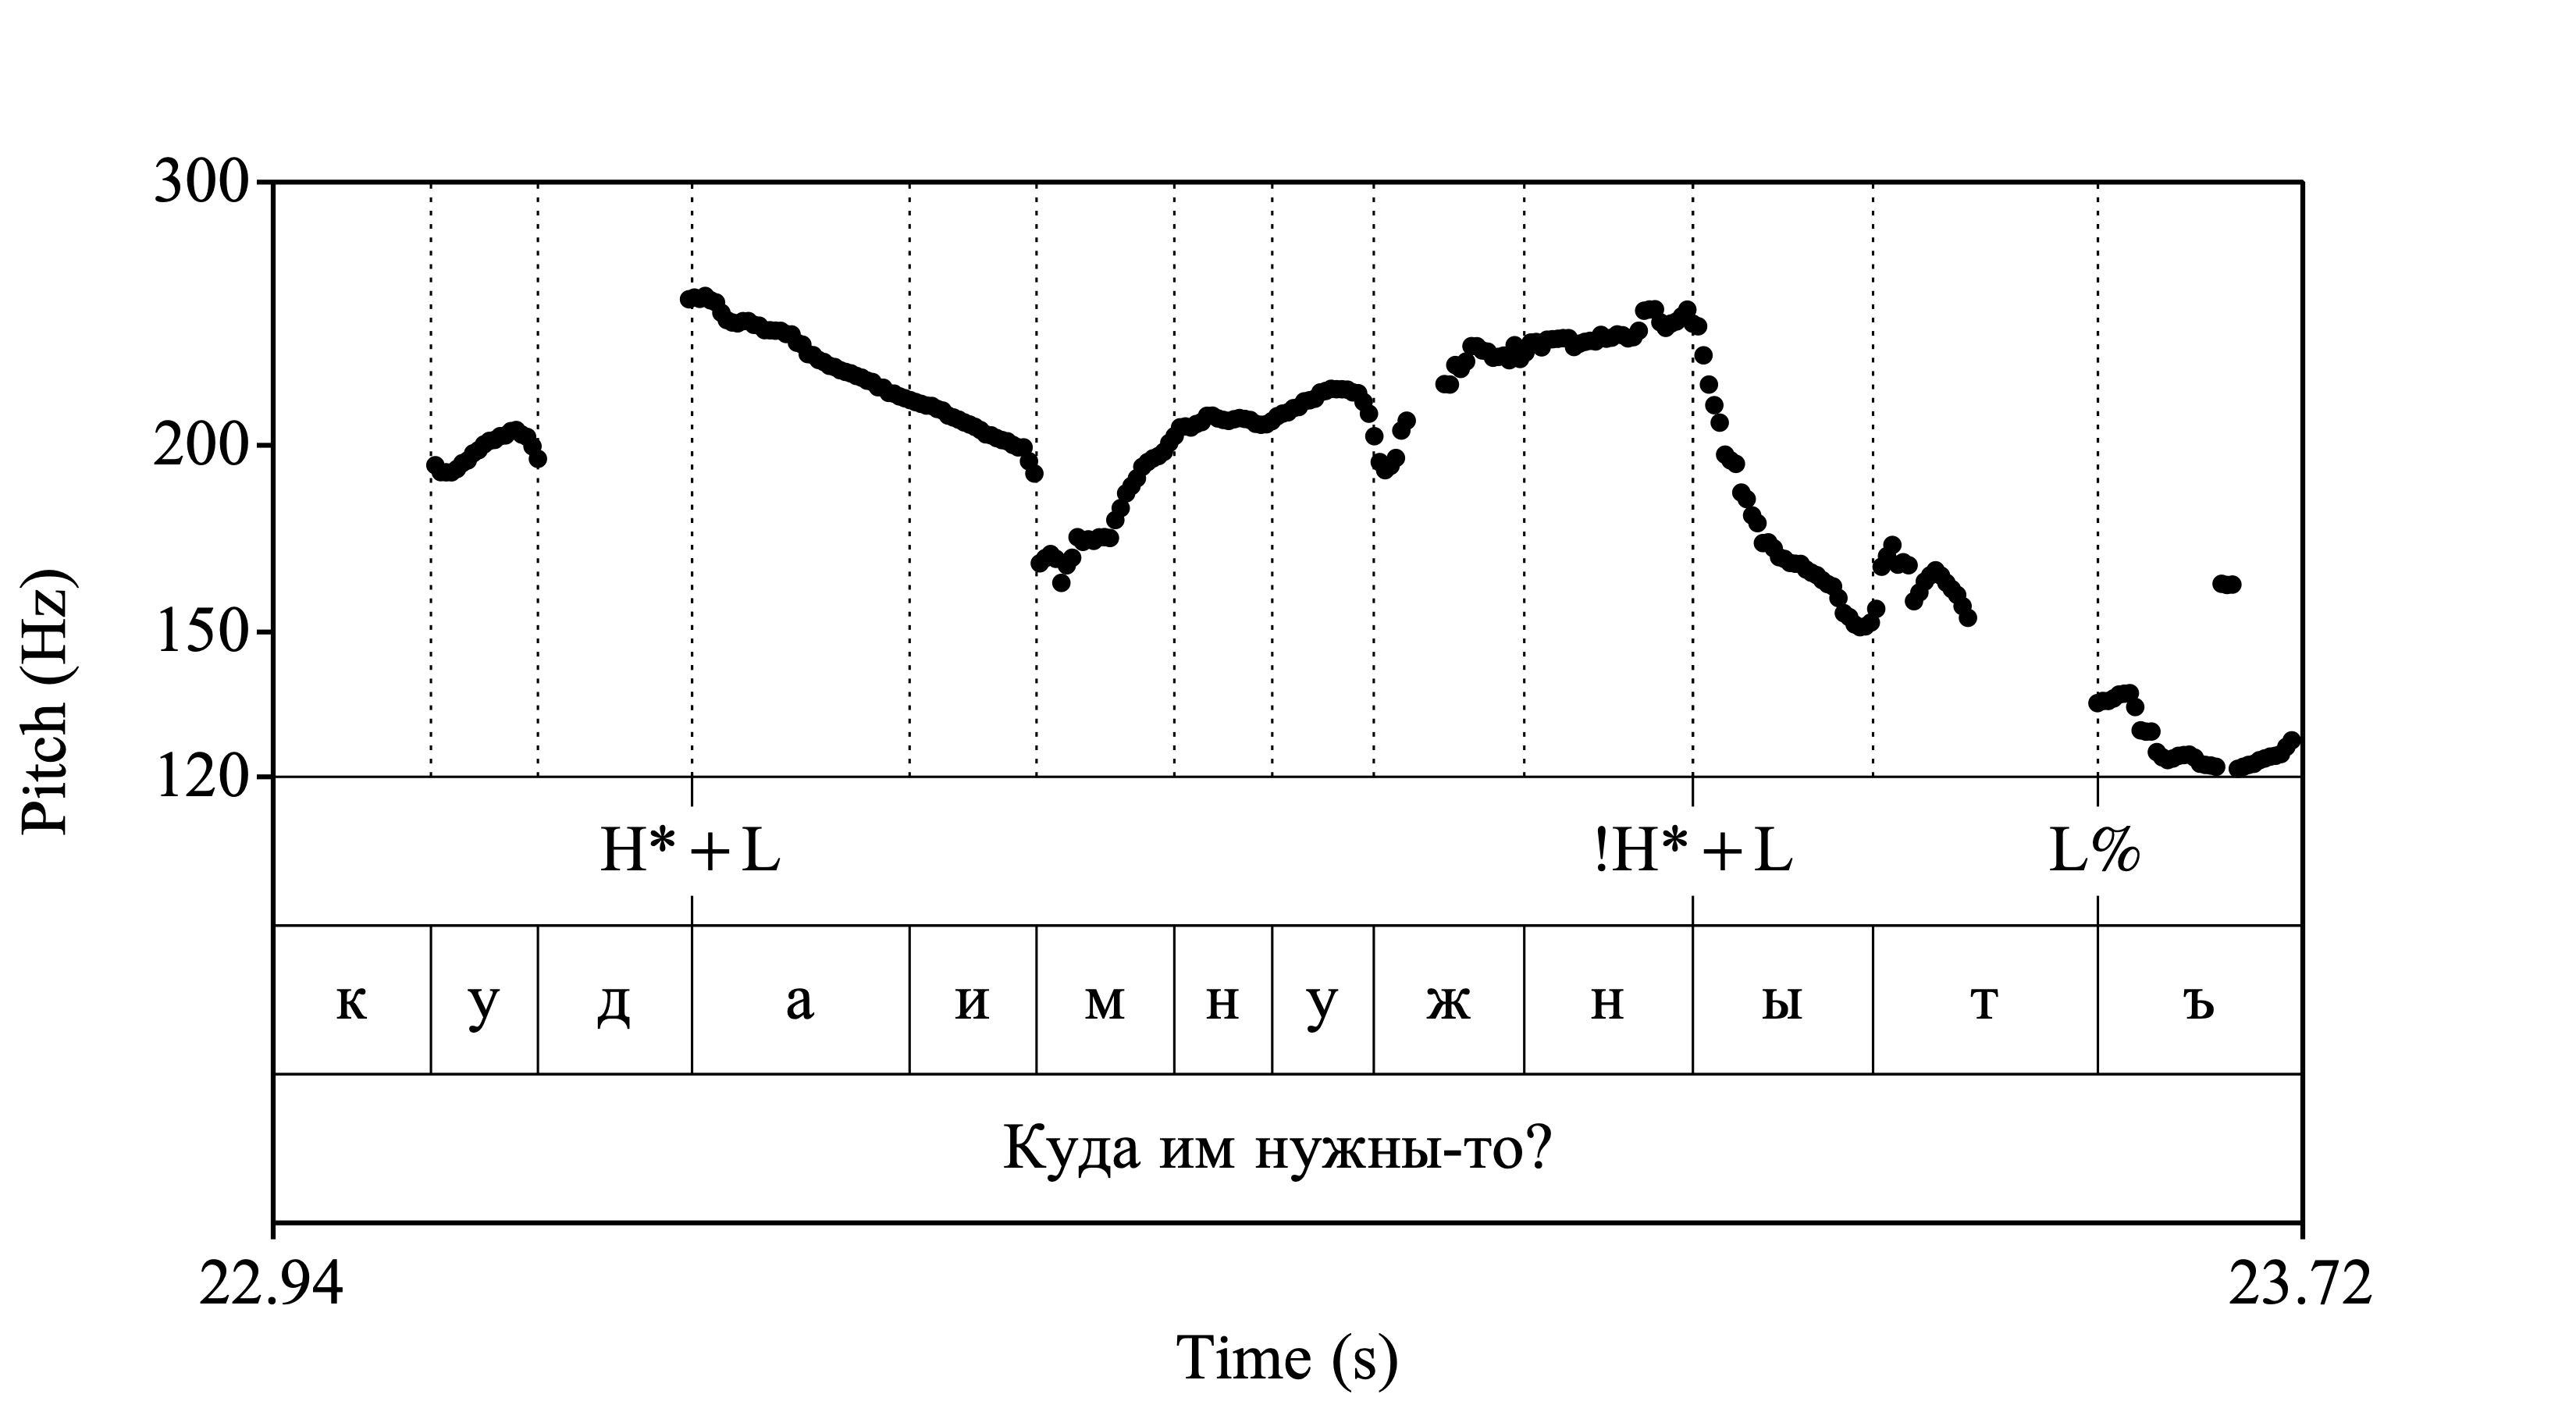 Pitch (Hz)
300
200
150
120
H* + L !H* + L L%
к у д а и м н у ж н ы т ъ
Куда им нужны-то?
22.94 23.72
Time (s)